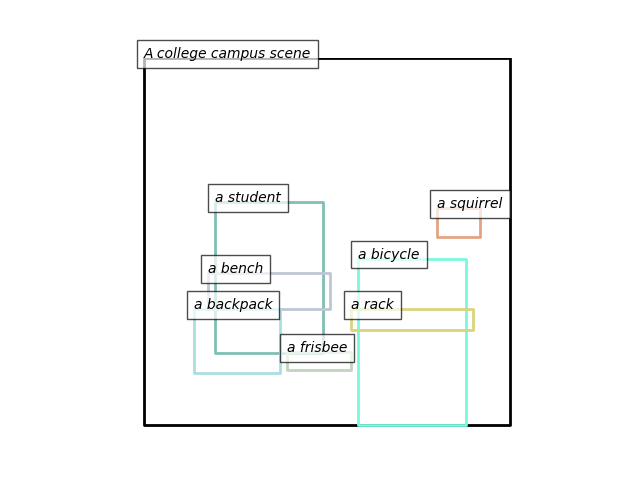 A college campus scene
a student
a squirrel
a bench
a bicycle
a backpack
a rack
a frisbee